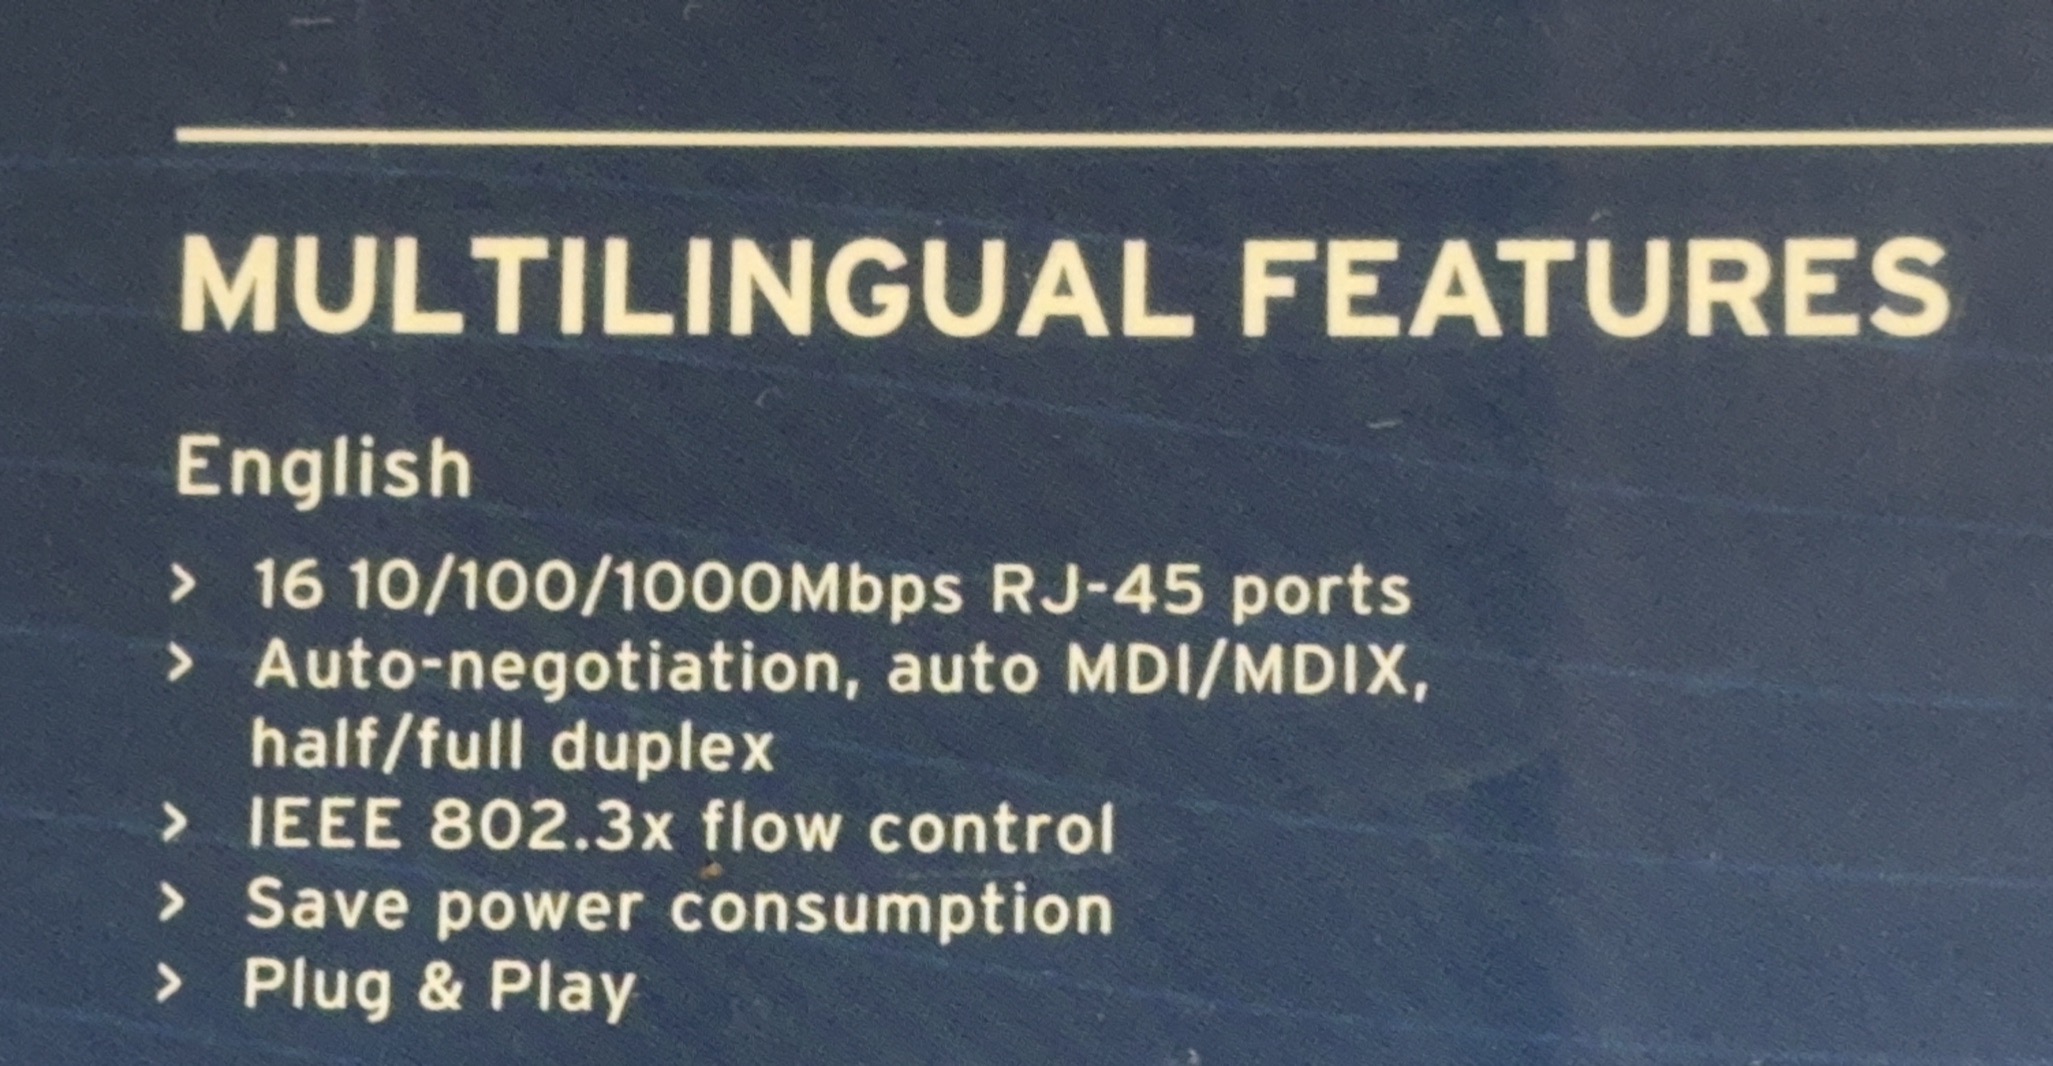 MULTILINGUAL FEATURES
English
> 16 10/100/1000Mbps RJ-45 ports
> Auto-negotiation, auto MDI/MDIX,
half/full duplex
> IEEE 802.3x flow control
> Save power consumption
> Plug & Play